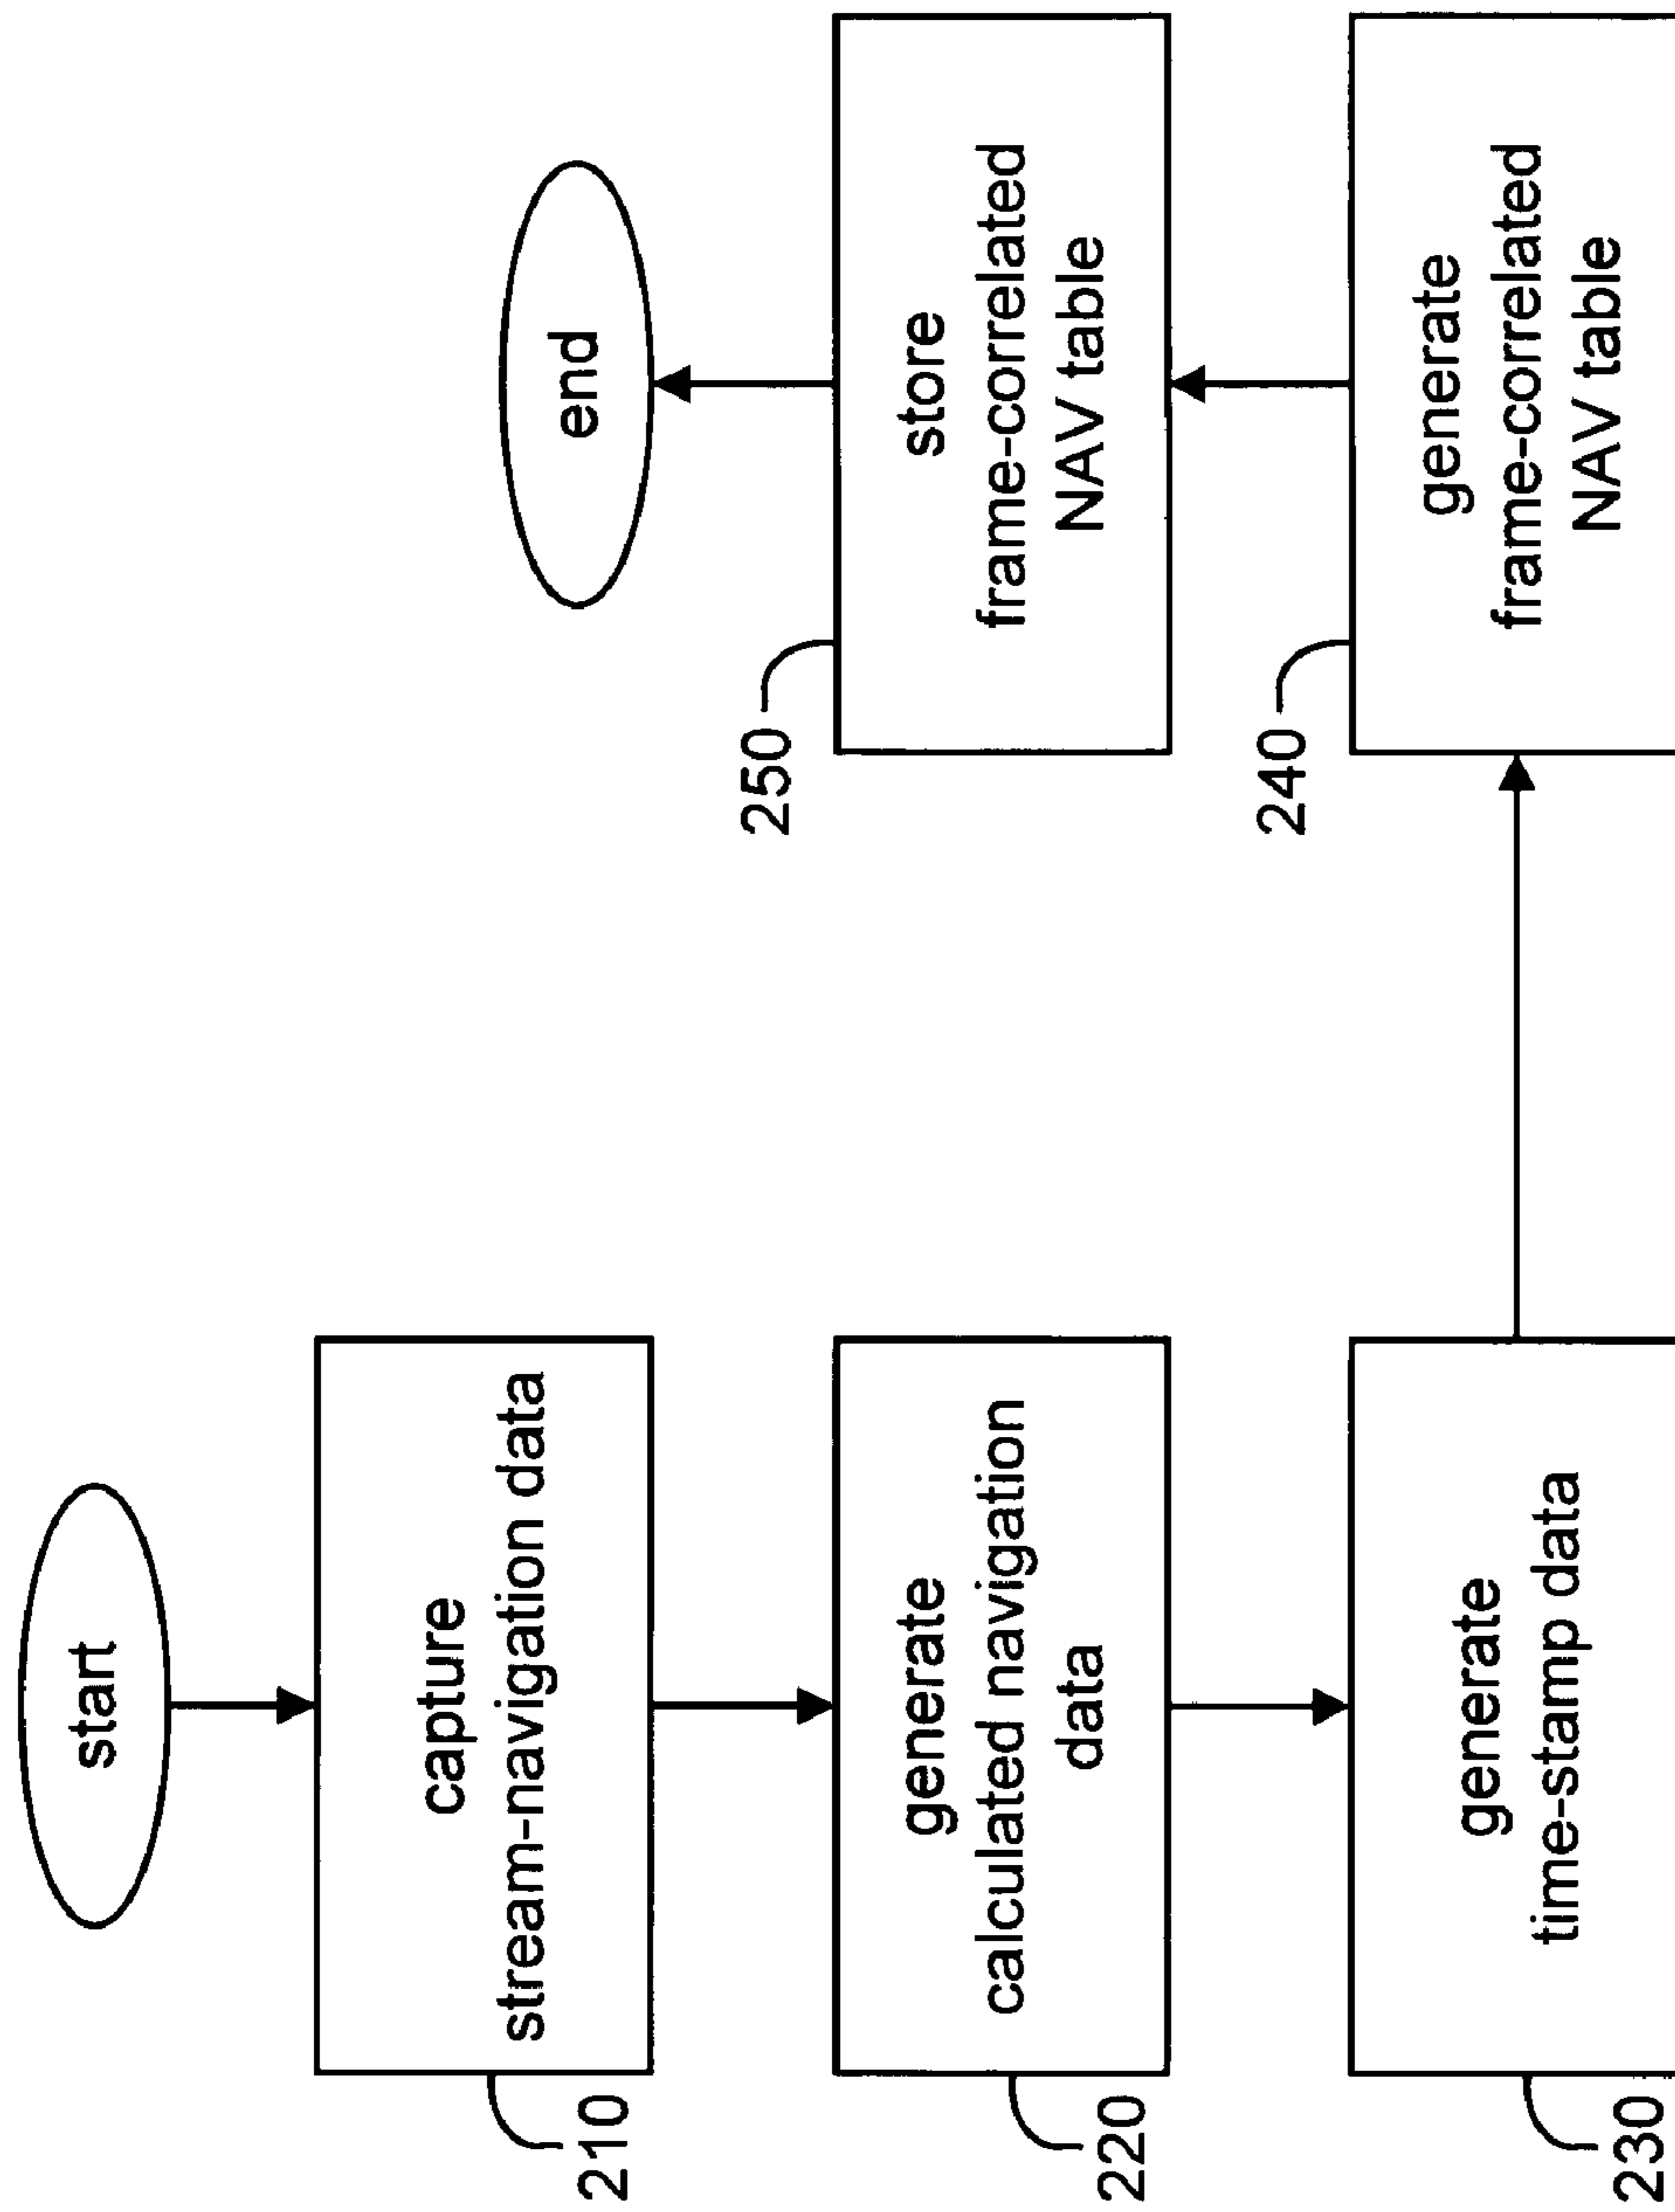 start
capture
stream-navigation data
210
generate
calculated navigation
data
220
generate
time-stamp data
230
generate
frame-correlated
NAV table
240
store
frame-correlated
NAV table
250
end